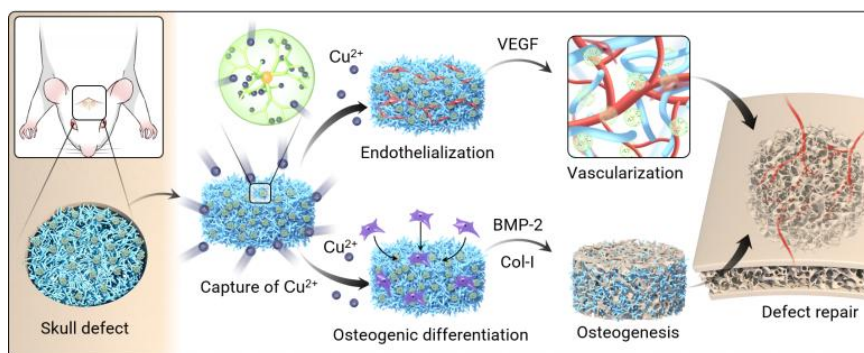 Skull defect
Capture of Cu²⁺
Cu²⁺
Endothelialization
VEGF
Vascularization
Cu²⁺
Osteogenic differentiation
BMP-2
Col-I
Osteogenesis
Defect repair